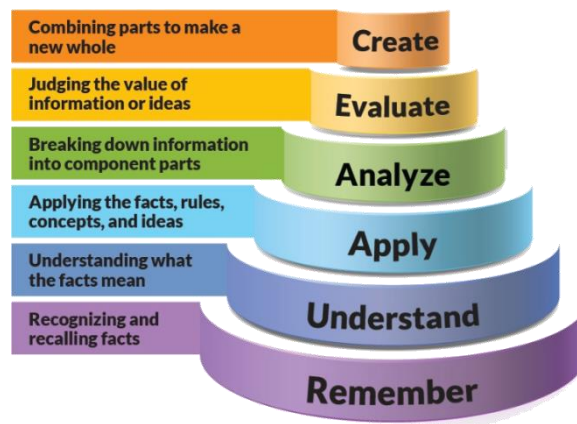 Combining parts to make a
new whole
Create
Judging the value of
information or ideas
Evaluate
Breaking down information
into component parts
Analyze
Applying the facts, rules,
concepts, and ideas
Apply
Understanding what
the facts mean
Understand
Recognizing and
recalling facts
Remember